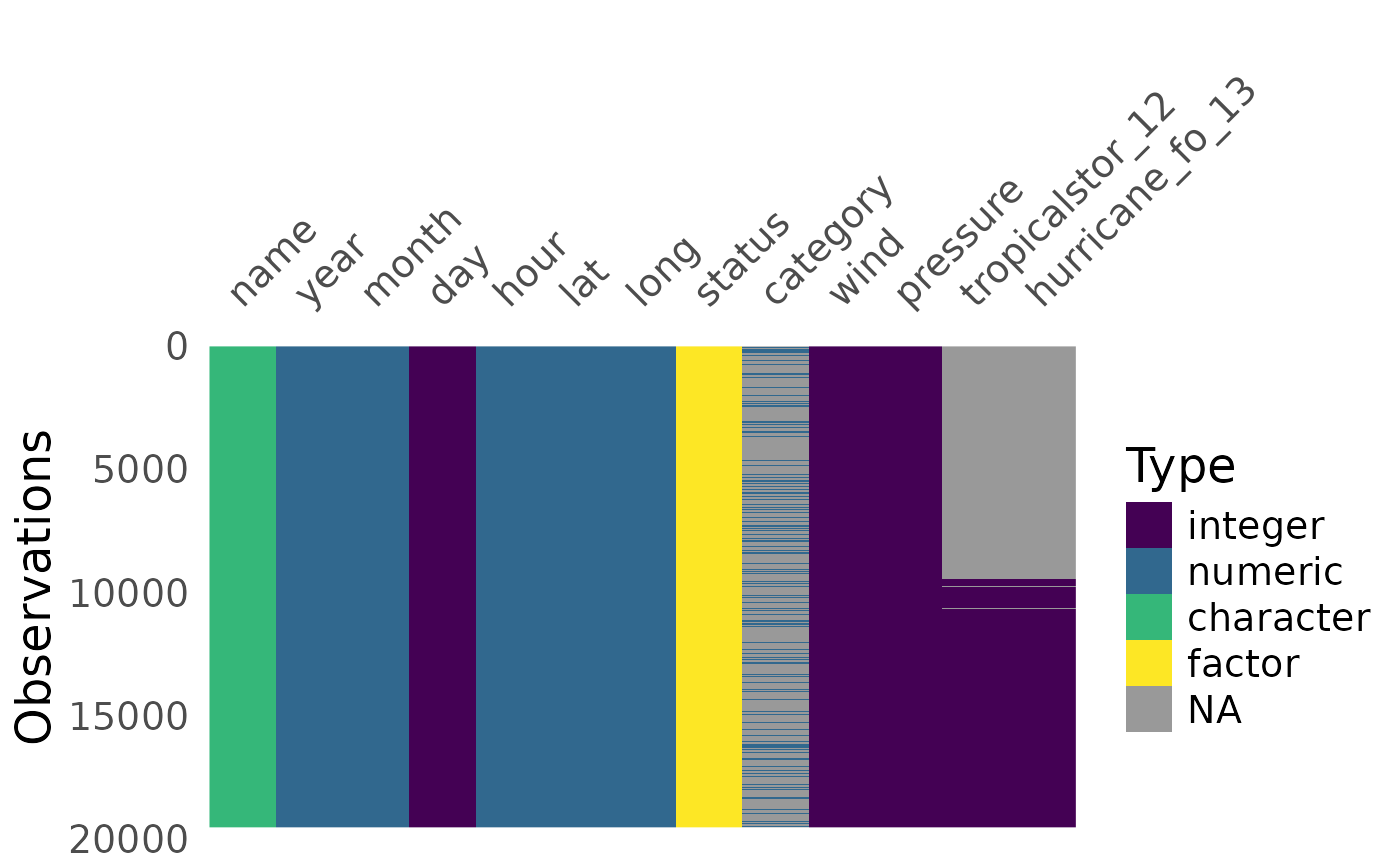 name
year
month
day
hour
lat
long
status
category
wind
pressure
tropicalstor_12
hurricane_fo_13
Observations
0
5000
10000
15000
20000
Type
integer
numeric
character
factor
NA